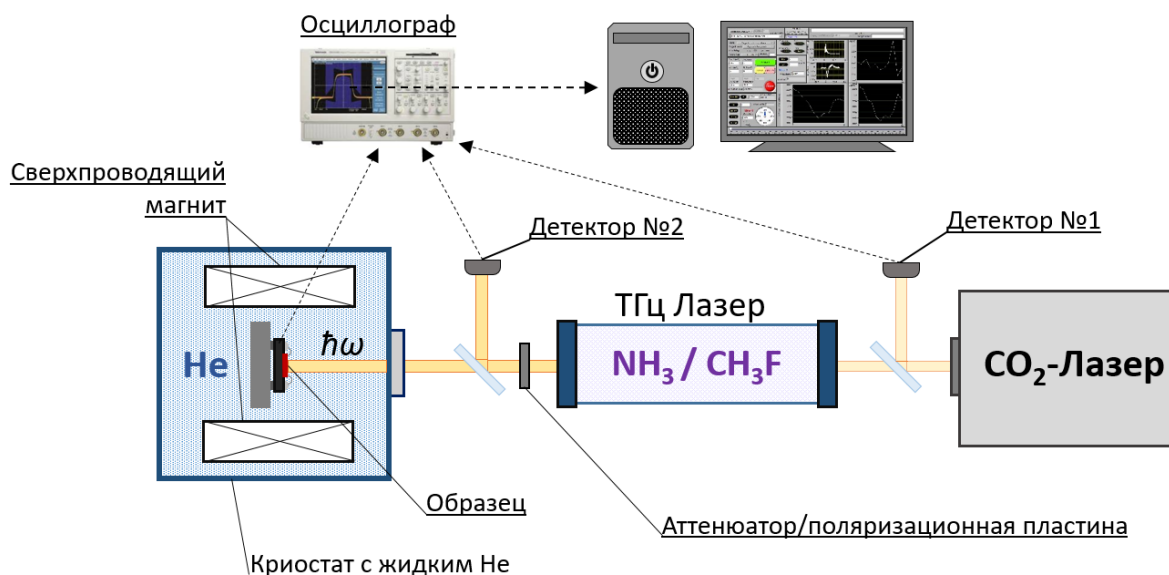 Осциллограф
Сверхпроводящий
магнит
Детектор №2
Детектор №1
ТГц Лазер
He
ħω
NH3 / CH3F
CO2-Лазер
Образец
Аттенюатор/поляризационная пластина
Криостат с жидким He